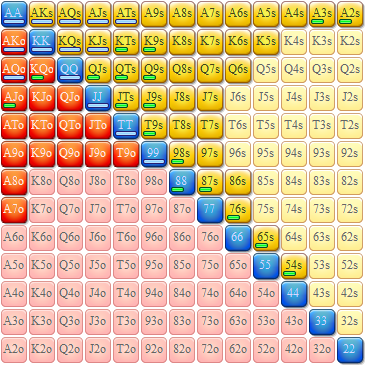 AA AKs AQs AJs ATs A9s A8s A7s A6s A5s A4s A3s A2s
AKo KK KQs KJs KTs K9s K8s K7s K6s K5s K4s K3s K2s
AQo KQo QQ QJs QTs Q9s Q8s Q7s Q6s Q5s Q4s Q3s Q2s
AJo KJo QJo JJ JTs J9s J8s J7s J6s J5s J4s J3s J2s
ATo KTo QTo JTo TT T9s T8s T7s T6s T5s T4s T3s T2s
A9o K9o Q9o J9o T9o 99 98s 97s 96s 95s 94s 93s 92s
A8o K8o Q8o J8o T8o 98o 88 87s 86s 85s 84s 83s 82s
A7o K7o Q7o J7o T7o 97o 87o 77 76s 75s 74s 73s 72s
A6o K6o Q6o J6o T6o 96o 86o 76o 66 65s 64s 63s 62s
A5o K5o Q5o J5o T5o 95o 85o 75o 65o 55 54s 53s 52s
A4o K4o Q4o J4o T4o 94o 84o 74o 64o 54o 44 43s 42s
A3o K3o Q3o J3o T3o 93o 83o 73o 63o 53o 43o 33 32s
A2o K2o Q2o J2o T2o 92o 82o 72o 62o 52o 42o 32o 22